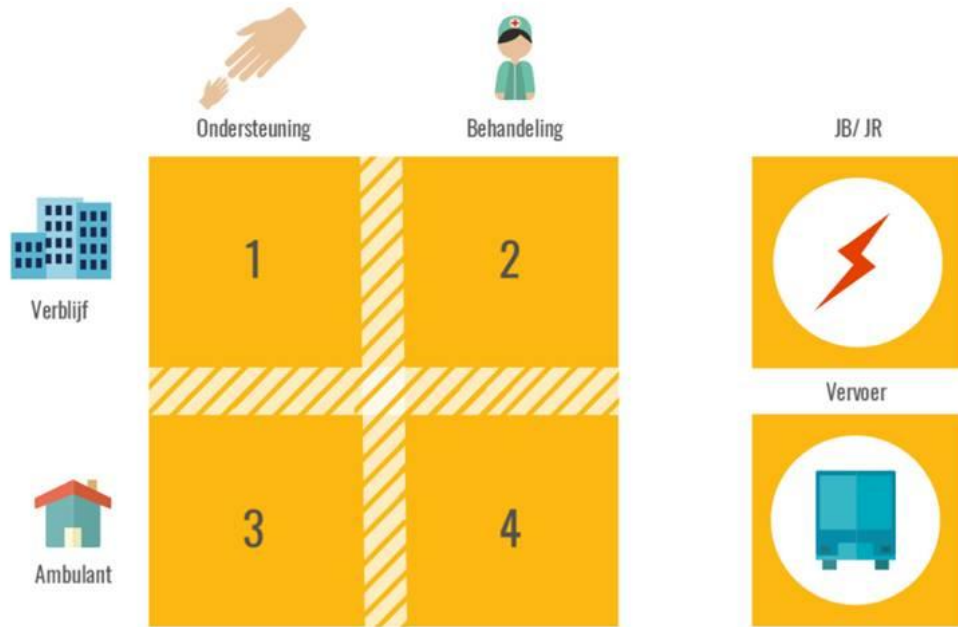 Ondersteuning
Behandeling
JB/ JR
Verblijf
1
2
Vervoer
Ambulant
3
4